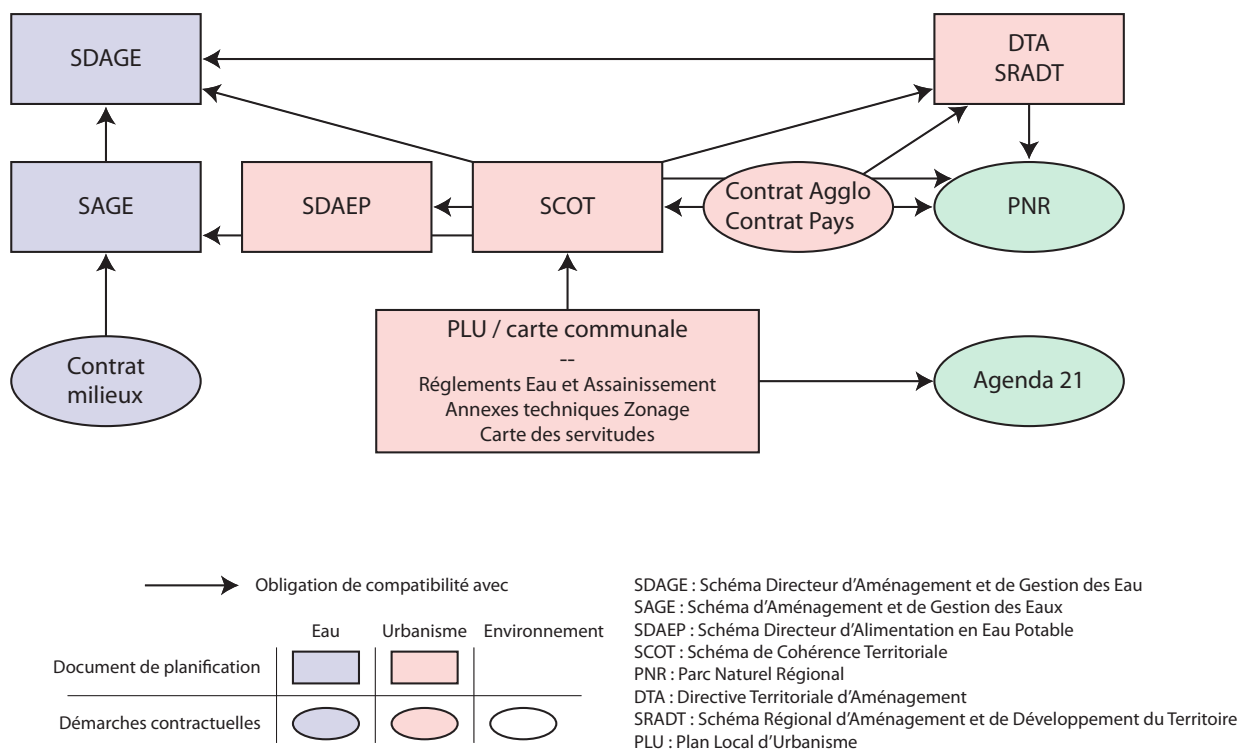 SDAGE
DTA
SRADT
SAGE
SDAEP
SCOT
Contrat Agglo
Contrat Pays
PNR
PLU / carte communale
--
Réglements Eau et Assainissement
Annexes techniques Zonage
Carte des servitudes
Contrat
milieux
Agenda 21
Obligation de compatibilité avec
Eau Urbanisme Environnement
Document de planification
Démarches contractuelles
SDAGE : Schéma Directeur d’Aménagement et de Gestion des Eau
SAGE : Schéma d’Aménagement et de Gestion des Eaux
SDAEP : Schéma Directeur d’Alimentation en Eau Potable
SCOT : Schéma de Cohérence Territoriale
PNR : Parc Naturel Régional
DTA : Directive Territoriale d’Aménagement
SRADT : Schéma Régional d’Aménagement et de Développement du Territoire
PLU : Plan Local d’Urbanisme